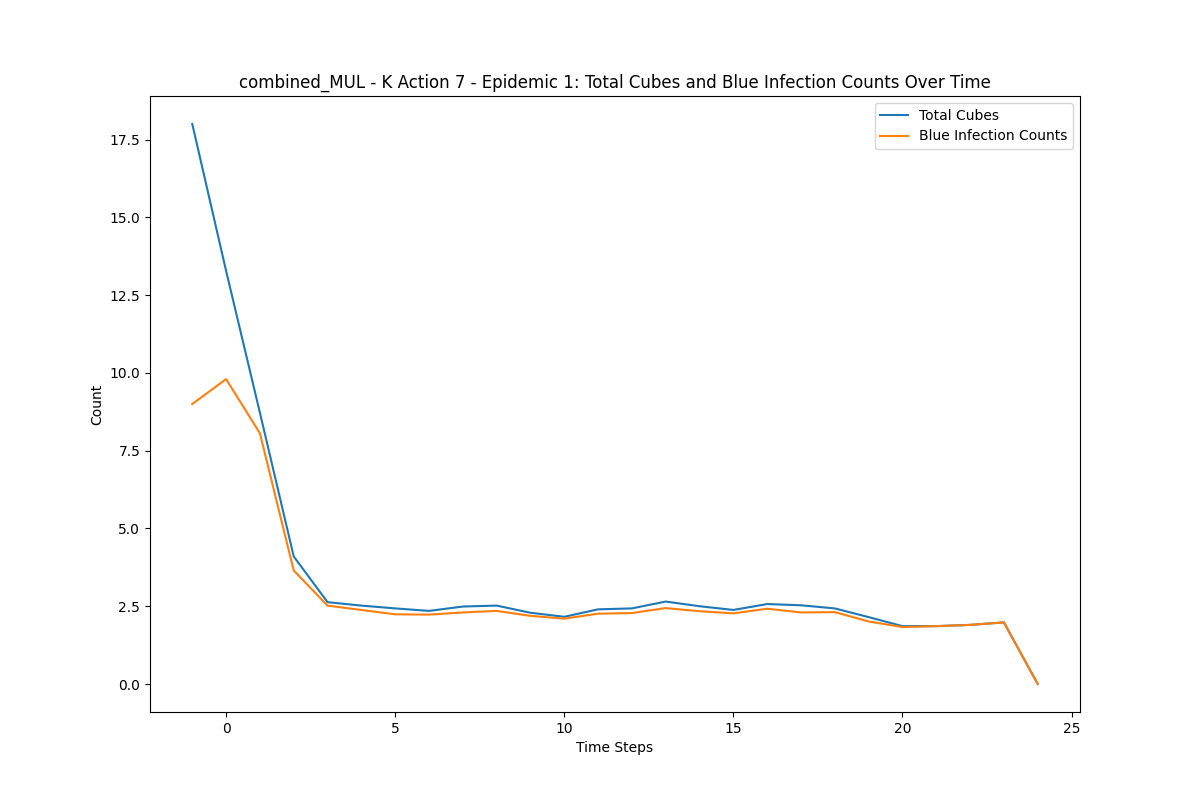 combined_MUL - K Action 7 - Epidemic 1: Total Cubes and Blue Infection Counts Over Time
Total Cubes
Blue Infection Counts
17.5
15.0
12.5
10.0
7.5
5.0
2.5
0.0
Count
0 5 10 15 20 25
Time Steps